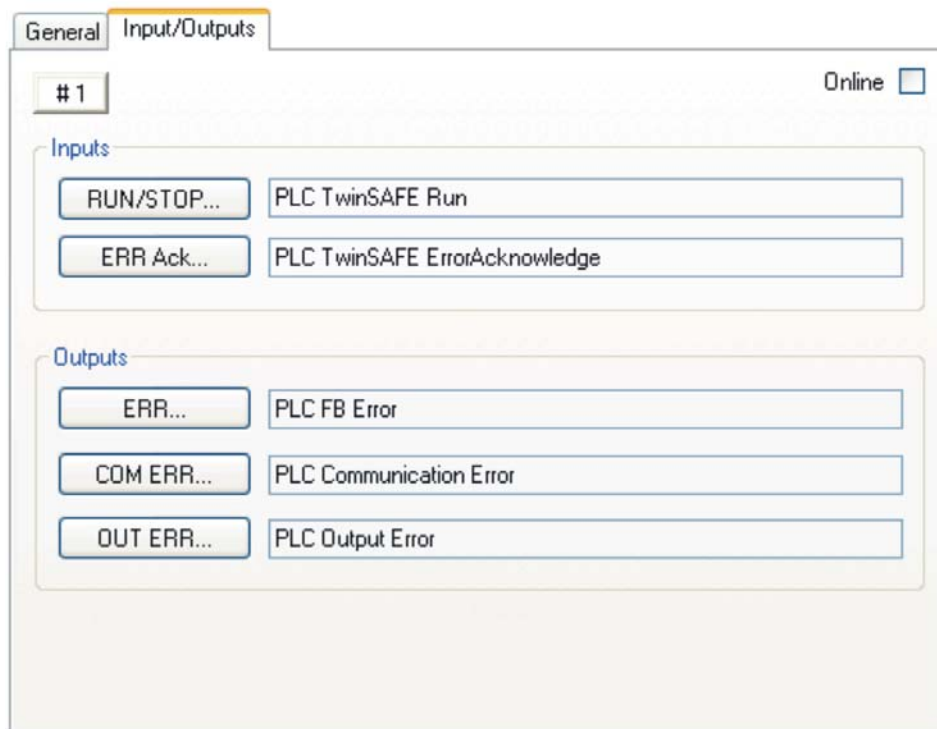 General Input/Outputs
#1 Online
Inputs
RUN/STOP... PLC TwinSAFE Run
ERR Ack... PLC TwinSAFE ErrorAcknowledge
Outputs
ERR... PLC FB Error
COM ERR... PLC Communication Error
OUT ERR... PLC Output Error